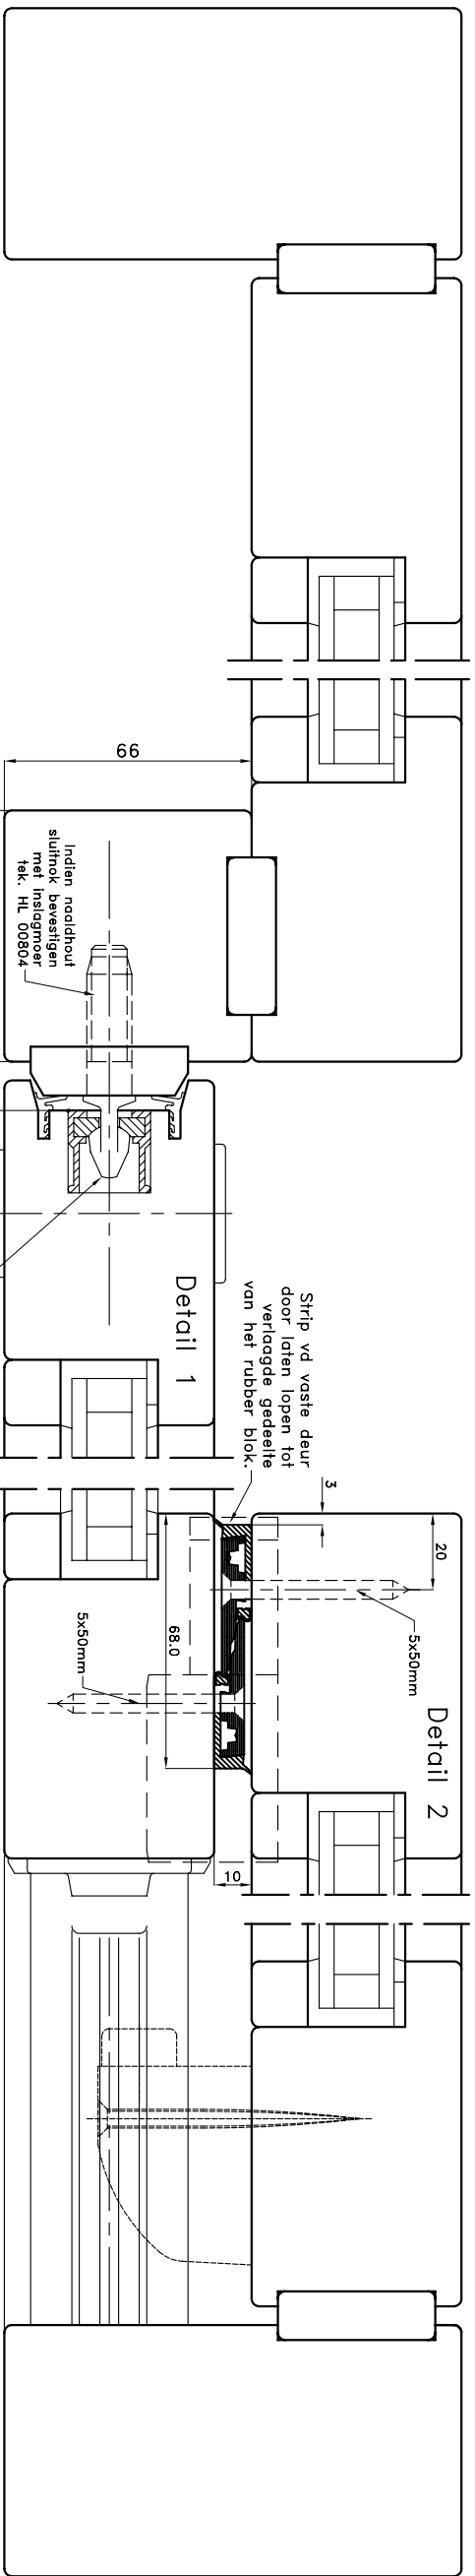 66
Indien naaldhout
sluitnok bevestigen
met inslagmoer
tek. HL 00804
Detail 1
Strip vd vaste deur
door laten lopen tot
verlaagde gedeelte
van het rubber blok.
3
20
5x50mm
Detail 2
68.0
5x50mm
10